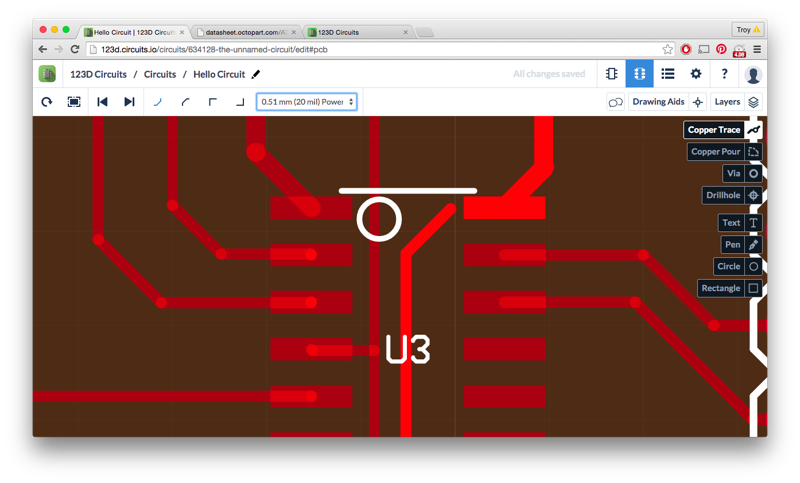 Hello Circuit | 123D Circuits
datasheet.octopart.com/
123D Circuits
Troy
123d.circuits.io/circuits/634128-the-unnamed-circuit/edit#pcb
123D Circuits / Circuits / Hello Circuit
All changes saved
?
0.51 mm (20 mil) Power
Drawing Aids
Layers
Copper Trace
Copper Pour
Via
Drillhole
Text
T
Pen
Circle
Rectangle
U3